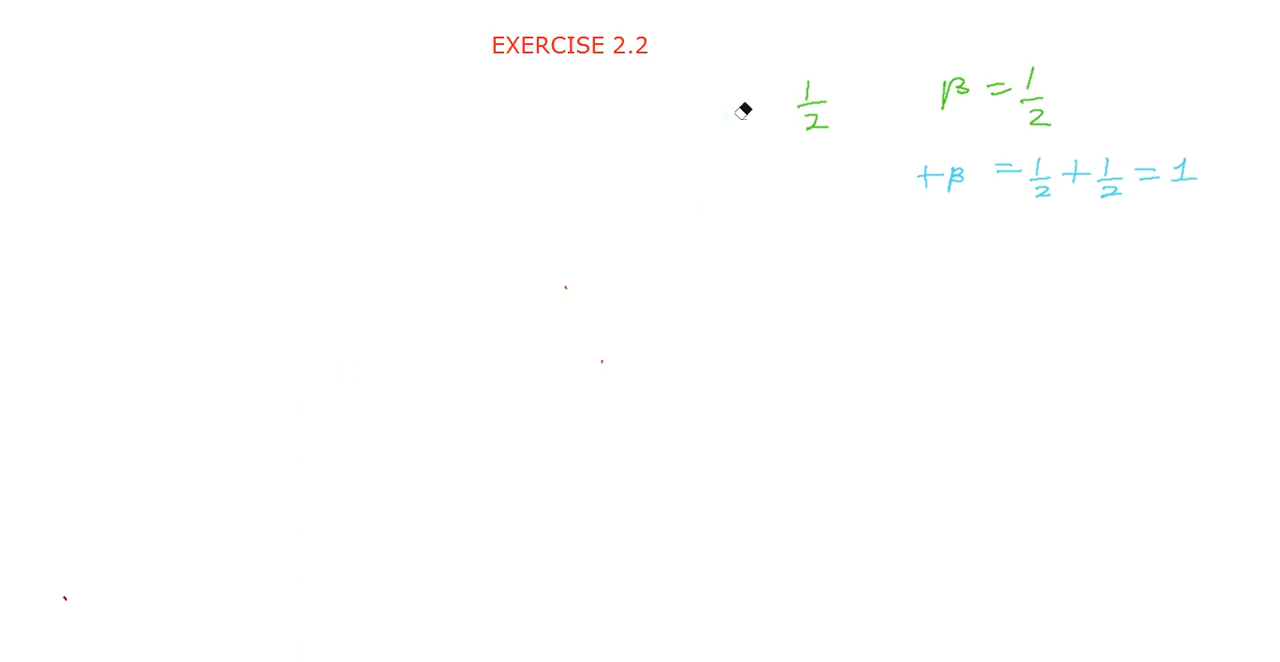 EXERCISE 2.2
1/2 β = 1/2
+β = 1/2 + 1/2 = 1